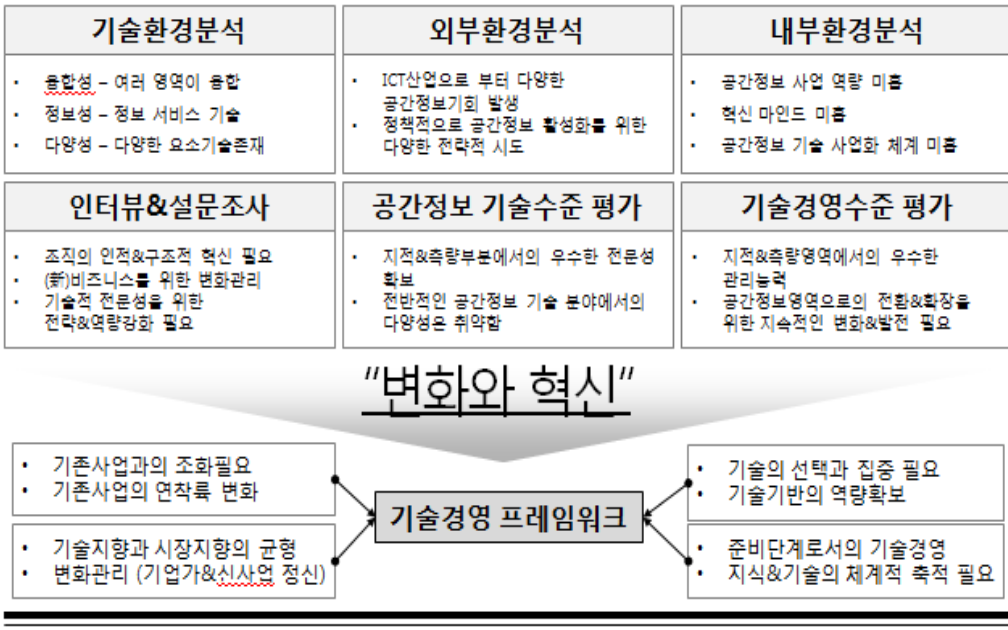 기술환경분석
· 융합성 – 여러 영역이 융합
· 정보성 – 정보 서비스 기술
· 다양성 – 다양한 요소기술존재
외부환경분석
· ICT산업으로 부터 다양한
공간정보기회 발생
· 정책적으로 공간정보 활성화를 위한
다양한 전략적 시도
내부환경분석
· 공간정보 사업 역량 미흡
· 혁신 마인드 미흡
· 공간정보 기술 사업화 체계 미흡
인터뷰&설문조사
· 조직의 인적&구조적 혁신 필요
· (新)비즈니스를 위한 변화관리
· 기술적 전문성을 위한
전략&역량강화 필요
공간정보 기술수준 평가
· 지적&측량부분에서의 우수한 전문성
확보
· 전반적인 공간정보 기술 분야에서의
다양성은 취약함
기술경영수준 평가
· 지적&측량영역에서의 우수한
관리능력
· 공간정보영역으로의 전환&확장을
위한 지속적인 변화&발전 필요
"변화와 혁신"
• 기존사업과의 조화필요
• 기존사업의 연착륙 변화
• 기술의 선택과 집중 필요
• 기술기반의 역량확보
기술경영 프레임워크
• 기술지향과 시장지향의 균형
• 변화관리 (기업가&신사업 정신)
• 준비단계로서의 기술경영
• 지식&기술의 체계적 축적 필요